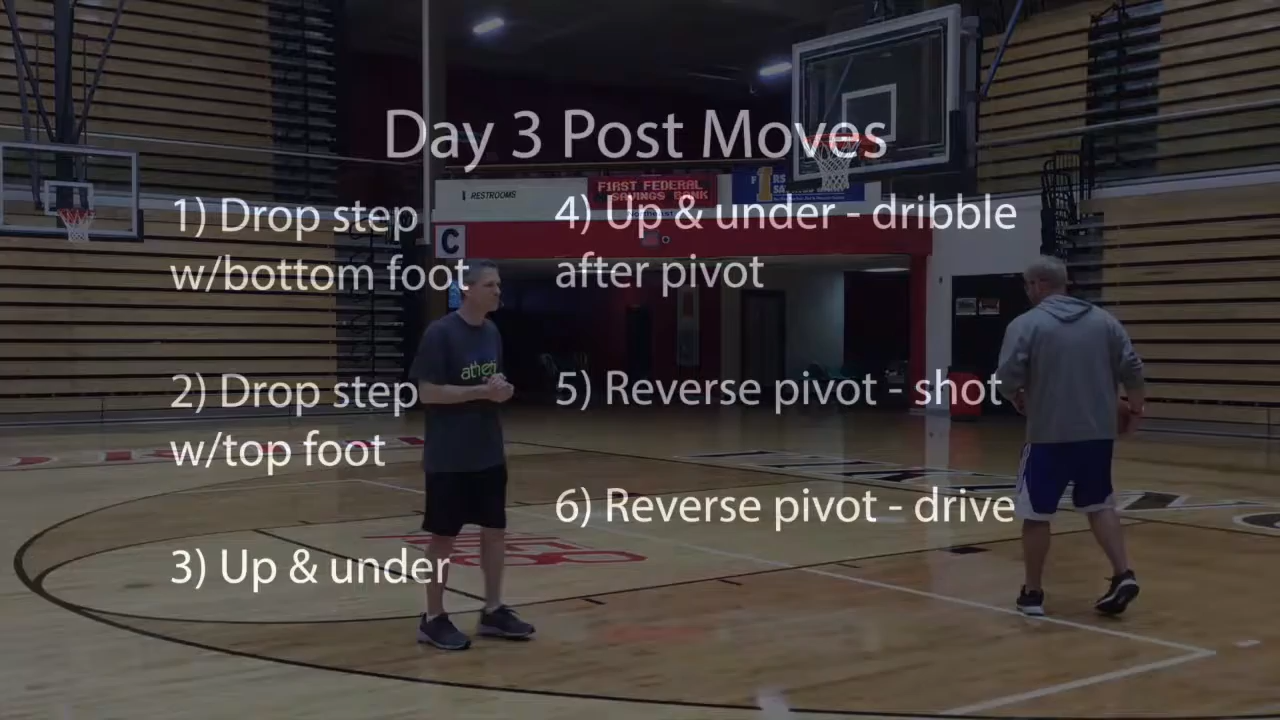 Day 3 Post Moves
1) Drop step
w/bottom foot
2) Drop step
w/top foot
3) Up & under
4) Up & under - dribble
after pivot
5) Reverse pivot - shot
6) Reverse pivot - drive
RESTROOMS
FIRST FEDERAL
SAVINGS BANK
C